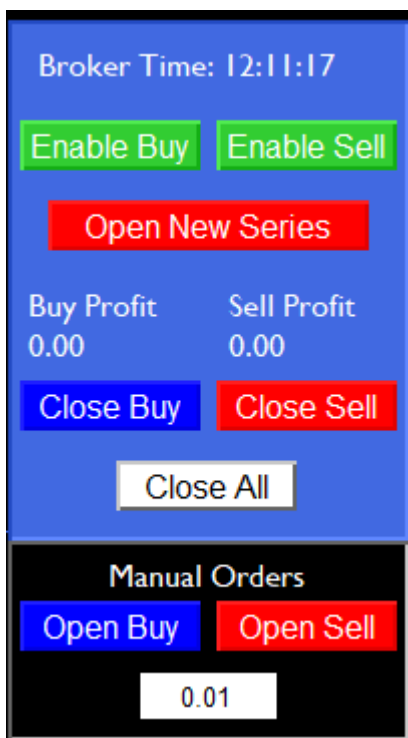 Broker Time: 12:11:17
Enable Buy Enable Sell
Open New Series
Buy Profit Sell Profit
0.00 0.00
Close Buy Close Sell
Close All
Manual Orders
Open Buy Open Sell
0.01